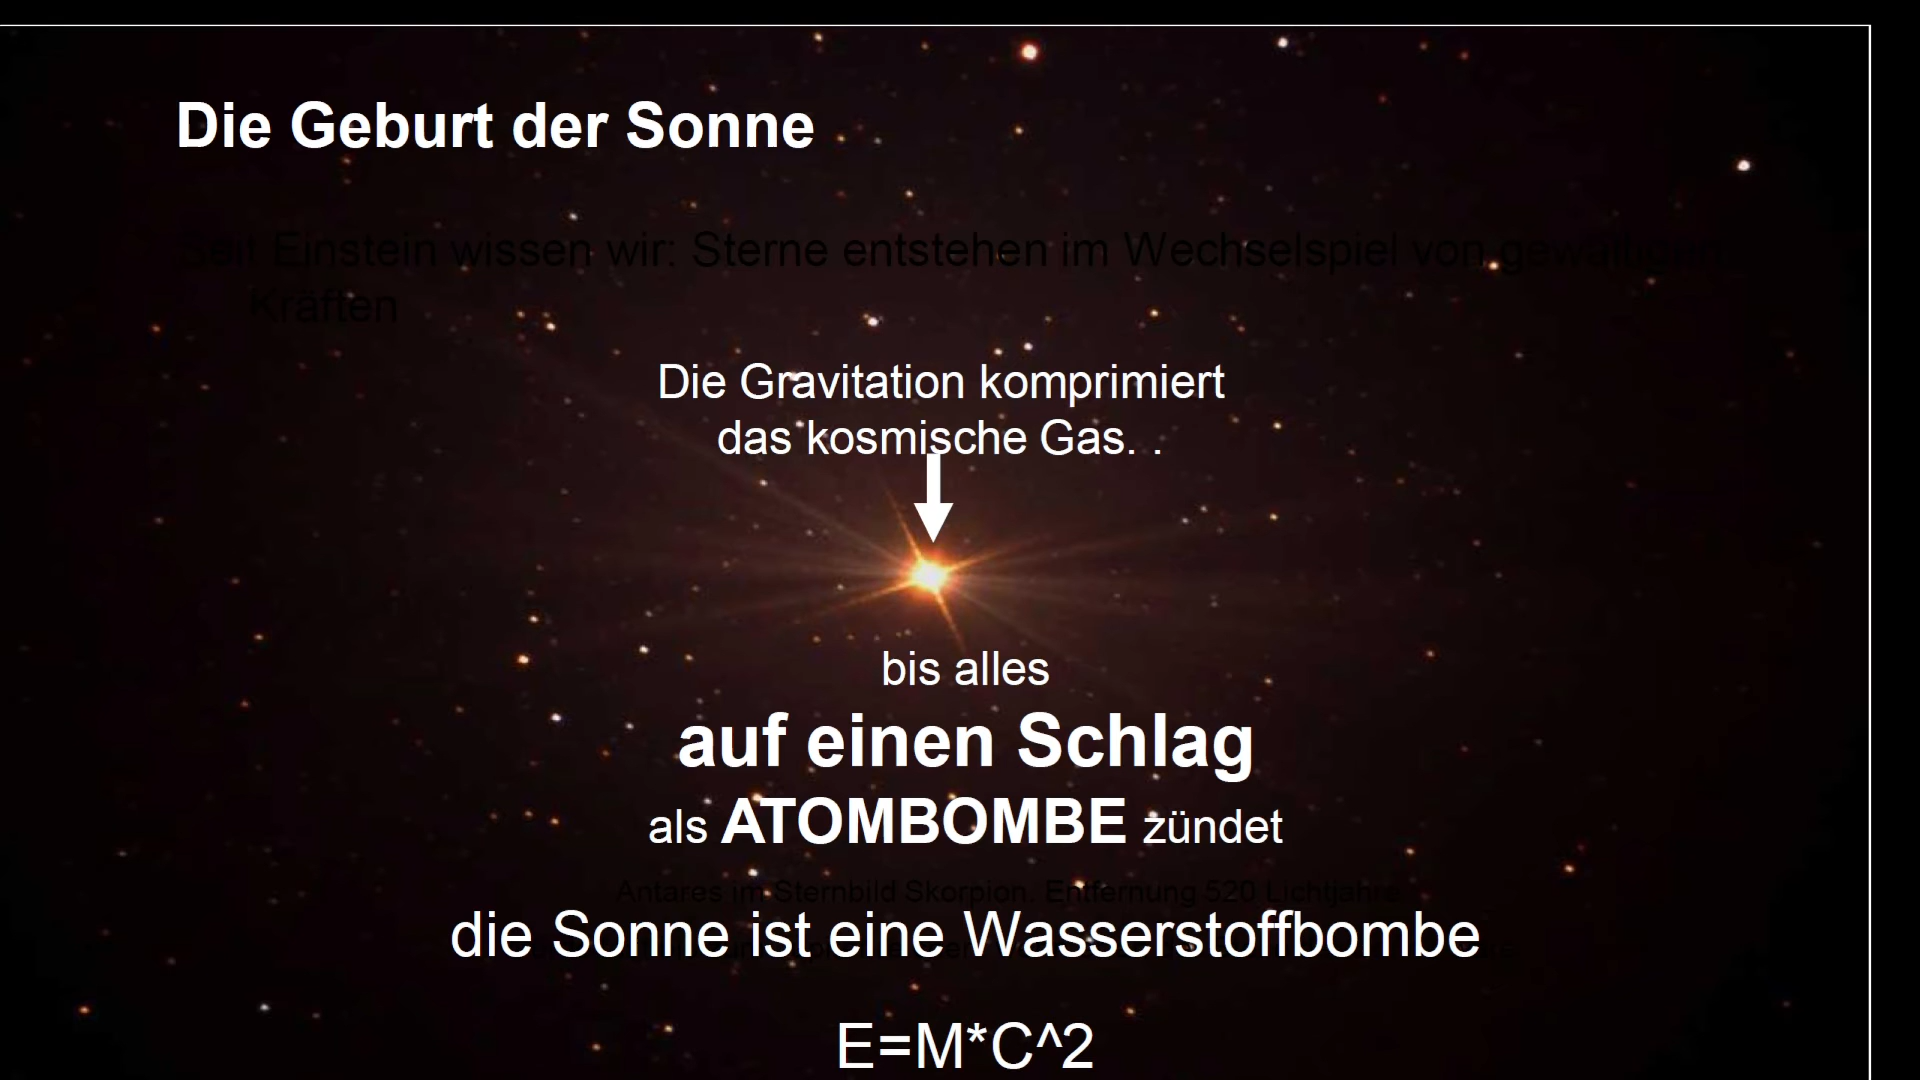 Die Geburt der Sonne
Seit Einstein wissen wir: Sterne entstehen im Wechselspiel von gewaltigen
Kräften
Die Gravitation komprimiert
das kosmische Gas. .
bis alles
auf einen Schlag
als ATOMBOMBE zündet
Antares im Sternbild Skorpion. Entfernung 520 Lichtjahre.
die Sonne ist eine Wasserstoffbombe
E=M*C^2